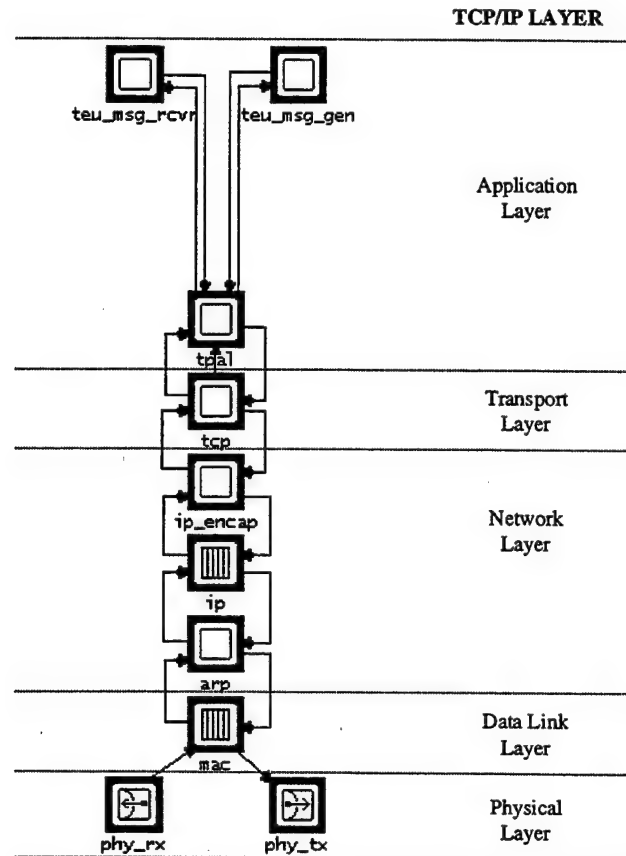 TCP/IP LAYER
teu_msg_rcvr
teu_msg_gen
Application
Layer
tpal
Transport
Layer
tcp
ip_encap
Network
Layer
ip
arp
Data Link
Layer
mac
Physical
Layer
phy_rx
phy_tx